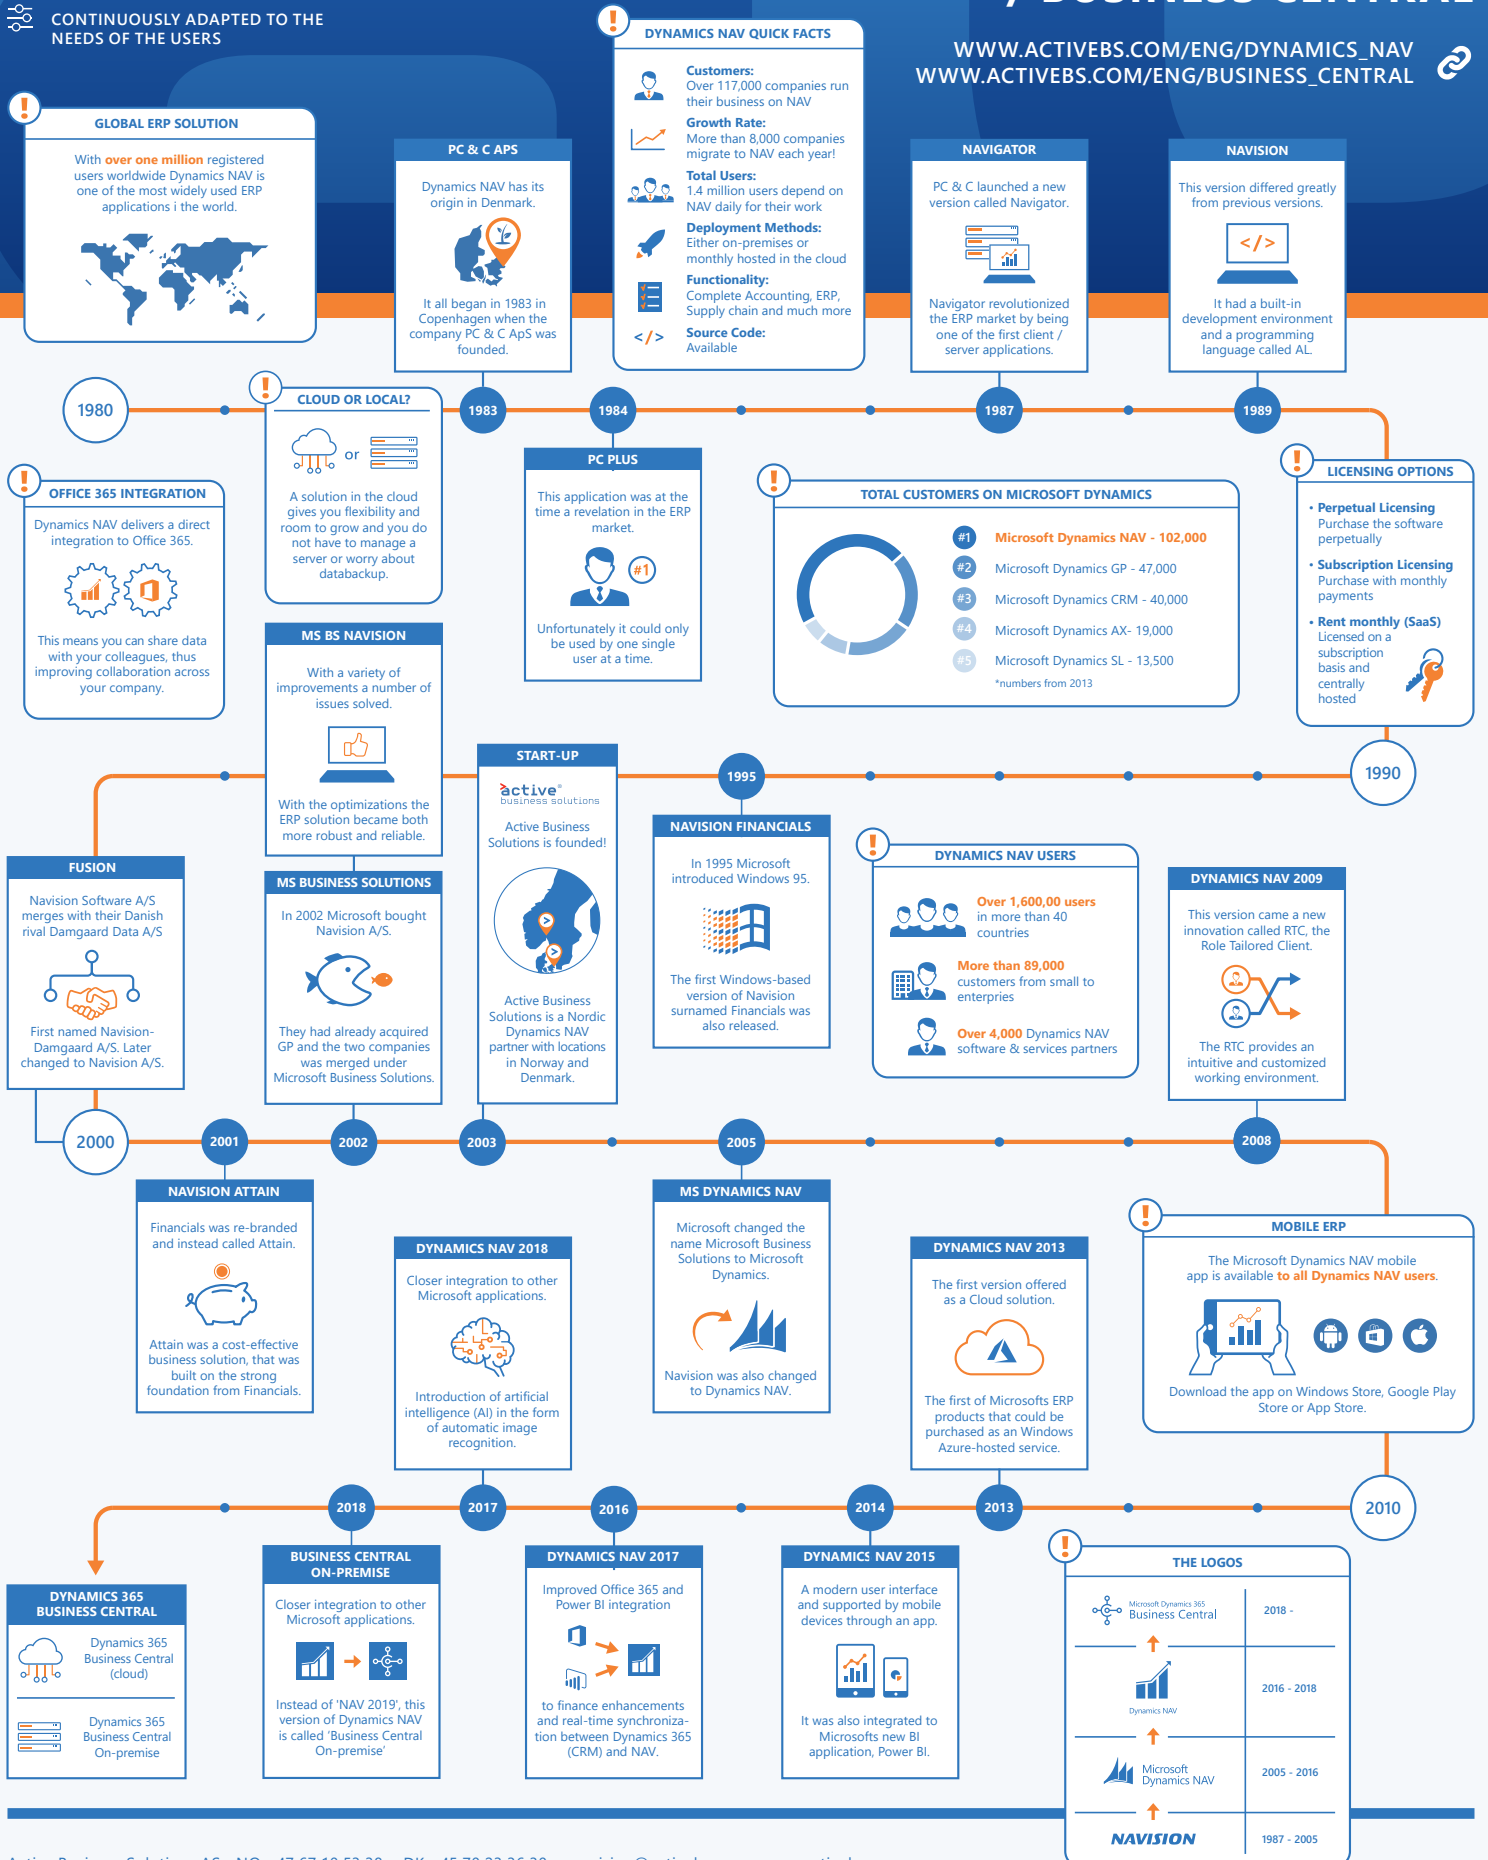 CONTINUOUSLY ADAPTED TO THE
NEEDS OF THE USERS
WWW.ACTIVEBS.COM/ENG/DYNAMICS_NAV
WWW.ACTIVEBS.COM/ENG/BUSINESS_CENTRAL
GLOBAL ERP SOLUTION
With over one million registered
users worldwide Dynamics NAV is
one of the most widely used ERP
applications i the world.
PC & C APS
Dynamics NAV has its
origin in Denmark.
It all began in 1983 in
Copenhagen when the
company PC & C ApS was
founded.
DYNAMICS NAV QUICK FACTS
Customers:
Over 117,000 companies run
their business on NAV
Growth Rate:
More than 8,000 companies
migrate to NAV each year!
Total Users:
1.4 million users depend on
NAV daily for their work
Deployment Methods:
Either on-premises or
monthly hosted in the cloud
Functionality:
Complete Accounting, ERP,
Supply chain and much more
</>
Source Code:
Available
NAVIGATOR
PC & C launched a new
version called Navigator.
Navigator revolutionized
the ERP market by being
one of the first client /
server applications.
NAVISION
This version differed greatly
from previous versions.
</>
It had a built-in
development environment
and a programming
language called AL.
1980
1983
1984
1987
1989
CLOUD OR LOCAL?
or
A solution in the cloud
gives you flexibility and
room to grow and you do
not have to manage a
server or worry about
databackup.
OFFICE 365 INTEGRATION
Dynamics NAV delivers a direct
integration to Office 365.
This means you can share data
with your colleagues, thus
improving collaboration across
your company.
PC PLUS
This application was at the
time a revelation in the ERP
market.
#1
Unfortunately it could only
be used by one single
user at a time.
TOTAL CUSTOMERS ON MICROSOFT DYNAMICS
#1 Microsoft Dynamics NAV - 102,000
#2 Microsoft Dynamics GP - 47,000
#3 Microsoft Dynamics CRM - 40,000
#4 Microsoft Dynamics AX- 19,000
#5 Microsoft Dynamics SL - 13,500
*numbers from 2013
LICENSING OPTIONS
• Perpetual Licensing
Purchase the software
perpetually
• Subscription Licensing
Purchase with monthly
payments
• Rent monthly (SaaS)
Licensed on a
subscription
basis and
centrally
hosted
MS BS NAVISION
With a variety of
improvements a number of
issues solved.
With the optimizations the
ERP solution became both
more robust and reliable.
START-UP
active
business solutions
Active Business
Solutions is founded!
Active Business
Solutions is a Nordic
Dynamics NAV
partner with locations
in Norway and
Denmark.
1995
1990
NAVISION FINANCIALS
In 1995 Microsoft
introduced Windows 95.
The first Windows-based
version of Navision
surnamed Financials was
also released.
FUSION
Navision Software A/S
merges with their Danish
rival Damgaard Data A/S
First named Navision-
Damgaard A/S. Later
changed to Navision A/S.
MS BUSINESS SOLUTIONS
In 2002 Microsoft bought
Navision A/S.
They had already acquired
GP and the two companies
was merged under
Microsoft Business Solutions.
DYNAMICS NAV USERS
Over 1,600,00 users
in more than 40
countries
More than 89,000
customers from small to
enterpries
Over 4,000 Dynamics NAV
software & services partners
DYNAMICS NAV 2009
This version came a new
innovation called RTC, the
Role Tailored Client.
The RTC provides an
intuitive and customized
working environment.
2000
2001
2002
2003
2005
2008
NAVISION ATTAIN
Financials was re-branded
and instead called Attain.
Attain was a cost-effective
business solution, that was
built on the strong
foundation from Financials.
DYNAMICS NAV 2018
Closer integration to other
Microsoft applications.
Introduction of artificial
intelligence (AI) in the form
of automatic image
recognition.
MS DYNAMICS NAV
Microsoft changed the
name Microsoft Business
Solutions to Microsoft
Dynamics.
Navision was also changed
to Dynamics NAV.
DYNAMICS NAV 2013
The first version offered
as a Cloud solution.
The first of Microsofts ERP
products that could be
purchased as an Windows
Azure-hosted service.
MOBILE ERP
The Microsoft Dynamics NAV mobile
app is available to all Dynamics NAV users.
Download the app on Windows Store, Google Play
Store or App Store.
2018
2017
2016
2014
2013
2010
DYNAMICS 365
BUSINESS CENTRAL
Dynamics 365
Business Central
(cloud)
Dynamics 365
Business Central
On-premise
BUSINESS CENTRAL
ON-PREMISE
Closer integration to other
Microsoft applications.
Instead of 'NAV 2019', this
version of Dynamics NAV
is called 'Business Central
On-premise'
DYNAMICS NAV 2017
Improved Office 365 and
Power BI integration
to finance enhancements
and real-time synchroniza-
tion between Dynamics 365
(CRM) and NAV.
DYNAMICS NAV 2015
A modern user interface
and supported by mobile
devices through an app.
It was also integrated to
Microsofts new BI
application, Power BI.
THE LOGOS
Microsoft Dynamics 365
Business Central
2018 -
Dynamics NAV
2016 - 2018
Microsoft
Dynamics NAV
2005 - 2016
NAVISION
1987 - 2005